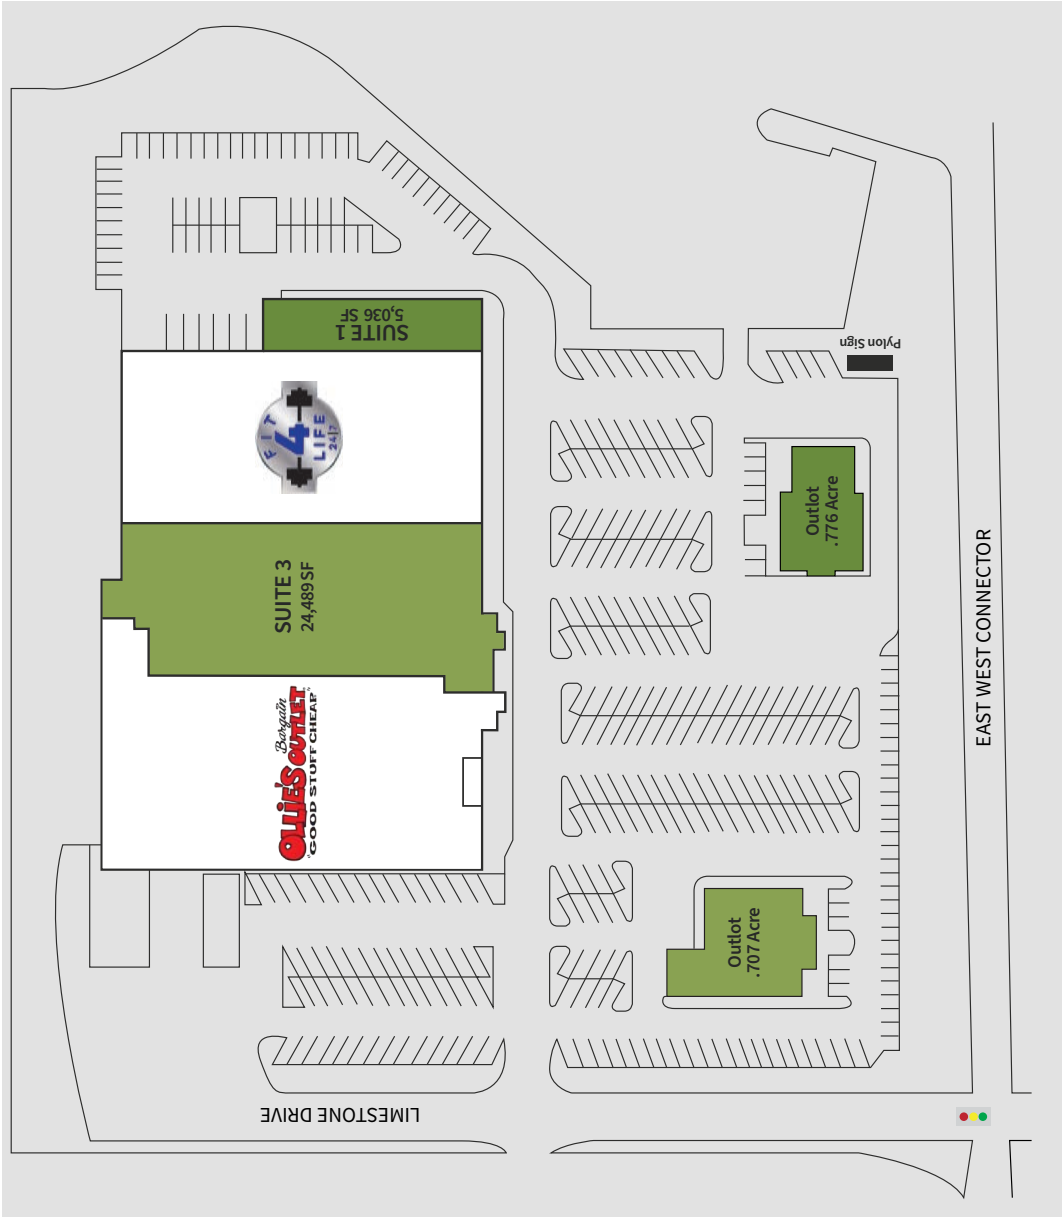 SUITE 1
5,036 SF
Pylon Sign
FIT
4
LIFE
24|7
Outlot
.776 Acre
SUITE 3
24,489 SF
EAST WEST CONNECTOR
Bargain
OLLIE'S OUTLET
"GOOD STUFF CHEAP"
Outlot
.707 Acre
LIMESTONE DRIVE